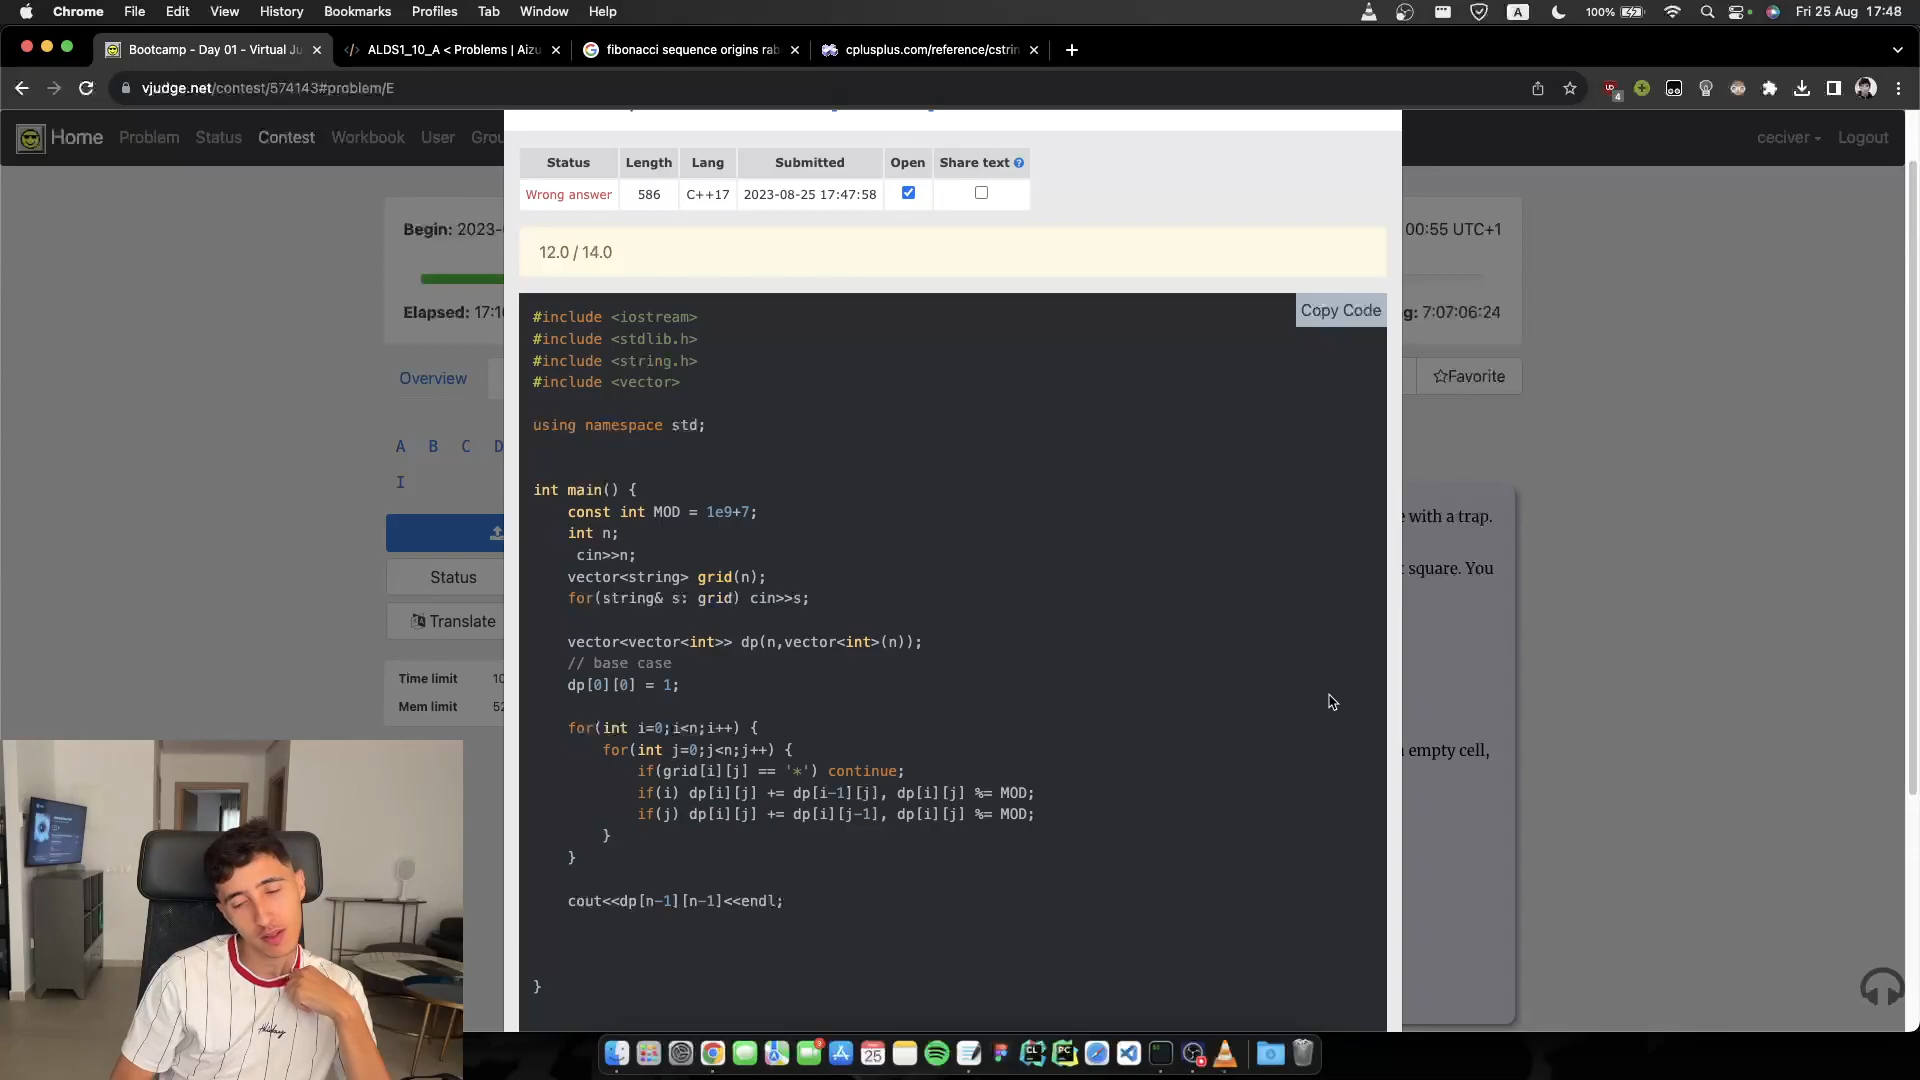 Chrome File Edit View History Bookmarks Profiles Tab Window Help
A 100% Fri 25 Aug 17:48
Bootcamp - Day 01 - Virtual Ju
ALDS1_10_A < Problems | Aizu
fibonacci sequence origins rab
cplusplus.com/reference/cstrin
vjudge.net/contest/574143#problem/E
4
Home Problem Status Contest Workbook User Grou
ceciver Logout
Begin: 2023-
00:55 UTC+1
Elapsed: 17:1
g: 7:07:06:24
Overview
☆Favorite
A B C D
I
Status
Translate
Time limit 10
Mem limit 52
Status Length Lang Submitted Open Share text
Wrong answer 586 C++17 2023-08-25 17:47:58
12.0 / 14.0
Copy Code
#include <iostream>
#include <stdlib.h>
#include <string.h>
#include <vector>
using namespace std;
int main() {
const int MOD = 1e9+7;
int n;
cin>>n;
vector<string> grid(n);
for(string& s: grid) cin>>s;
vector<vector<int>> dp(n,vector<int>(n));
// base case
dp[0][0] = 1;
for(int i=0;i<n;i++) {
for(int j=0;j<n;j++) {
if(grid[i][j] == '*') continue;
if(i) dp[i][j] += dp[i-1][j], dp[i][j] %= MOD;
if(j) dp[i][j] += dp[i][j-1], dp[i][j] %= MOD;
}
}
cout<<dp[n-1][n-1]<<endl;
}
e with a trap.
square. You
empty cell,
25